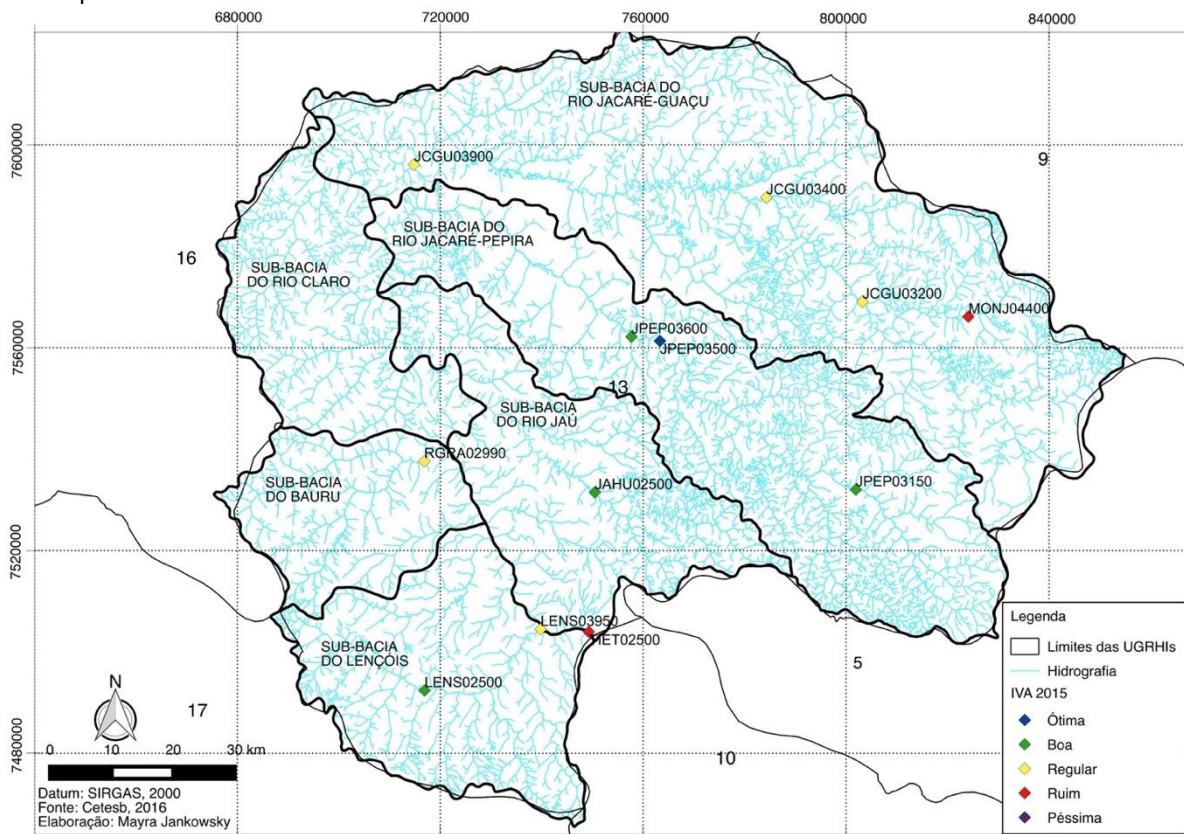 680000 720000 760000 800000 840000
7600000
7560000
7520000
7480000
SUB-BACIA DO
RIO JACARÉ-GUAÇU
9
JCGU03900
JCGU03400
SUB-BACIA DO
RIO JACARÉ-PEPIRA
16
SUB-BACIA
DO RIO CLARO
JCGU03200
MONJ04400
JPEP03600
JPEP03500
13
SUB-BACIA
DO RIO JAÚ
RGRA02990
SUB-BACIA
DO BAURU
JAHU02500
JPEP03150
LENS03950
TIET02500
SUB-BACIA
DO LENÇÓIS
LENS02500
5
17
10
N
0 10 20 30 km
Datum: SIRGAS, 2000
Fonte: Cetesb, 2016
Elaboração: Mayra Jankowsky
Legenda
Limites das UGRHIs
Hidrografia
IVA 2015
Ótima
Boa
Regular
Ruim
Péssima